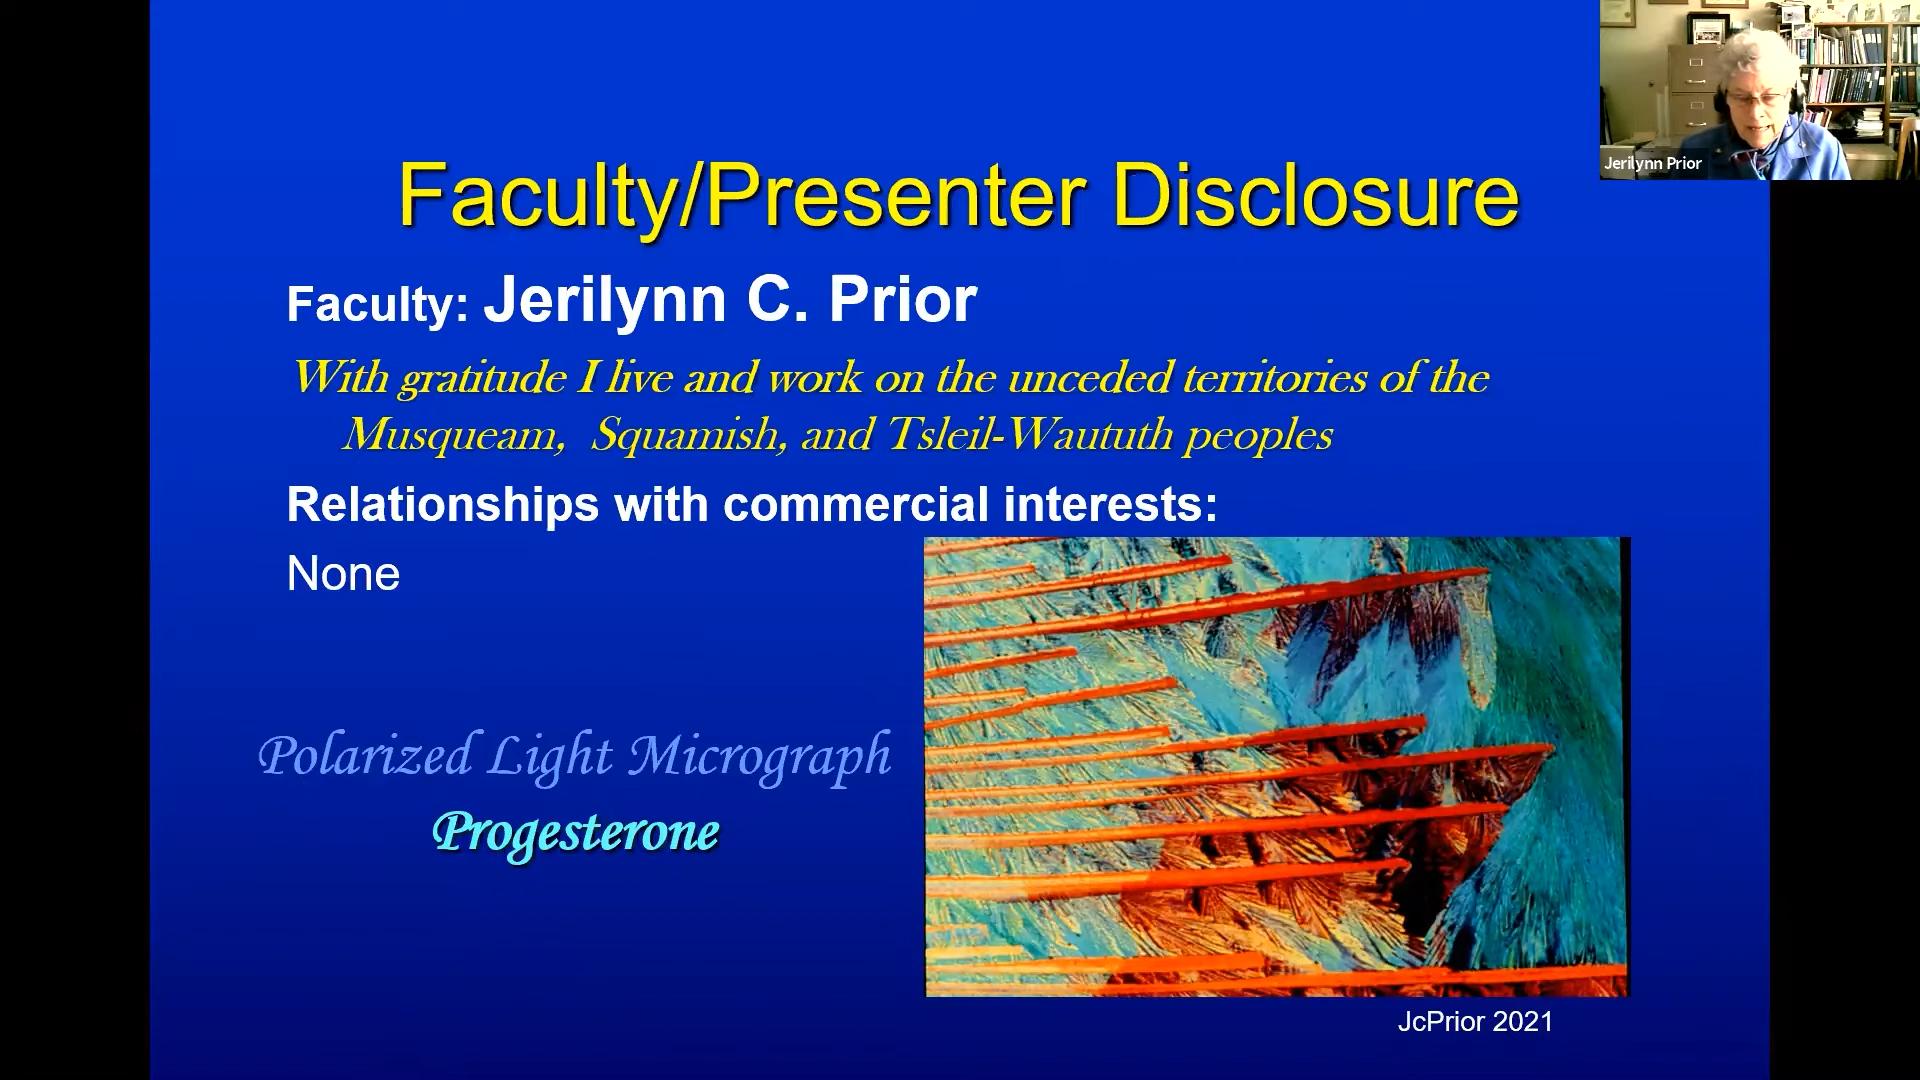 Faculty/Presenter Disclosure
Jerilynn Prior
Faculty: Jerilynn C. Prior
With gratitude I live and work on the unceded territories of the
Musqueam, Squamish, and Tsleil-Waututh peoples
Relationships with commercial interests:
None
Polarized Light Micrograph
Progesterone
JcPrior 2021